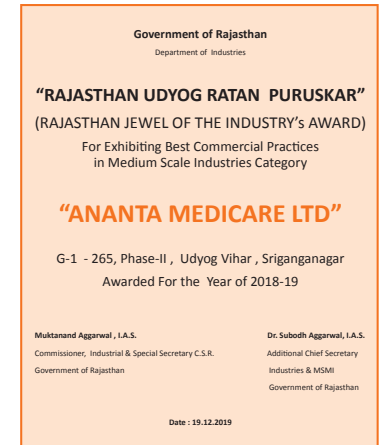 Government of Rajasthan
Department of Industries
“RAJASTHAN UDYOG RATAN PURUSKAR”
(RAJASTHAN JEWEL OF THE INDUSTRY’s AWARD)
For Exhibiting Best Commercial Practices
in Medium Scale Industries Category
“ANANTA MEDICARE LTD”
G-1 - 265, Phase-II , Udyog Vihar , Sriganganagar
Awarded For the Year of 2018-19
Muktanand Aggarwal , I.A.S.
Commissioner, Industrial & Special Secretary C.S.R.
Government of Rajasthan
Dr. Subodh Aggarwal, I.A.S.
Additional Chief Secretary
Industries & MSMI
Government of Rajasthan
Date : 19.12.2019